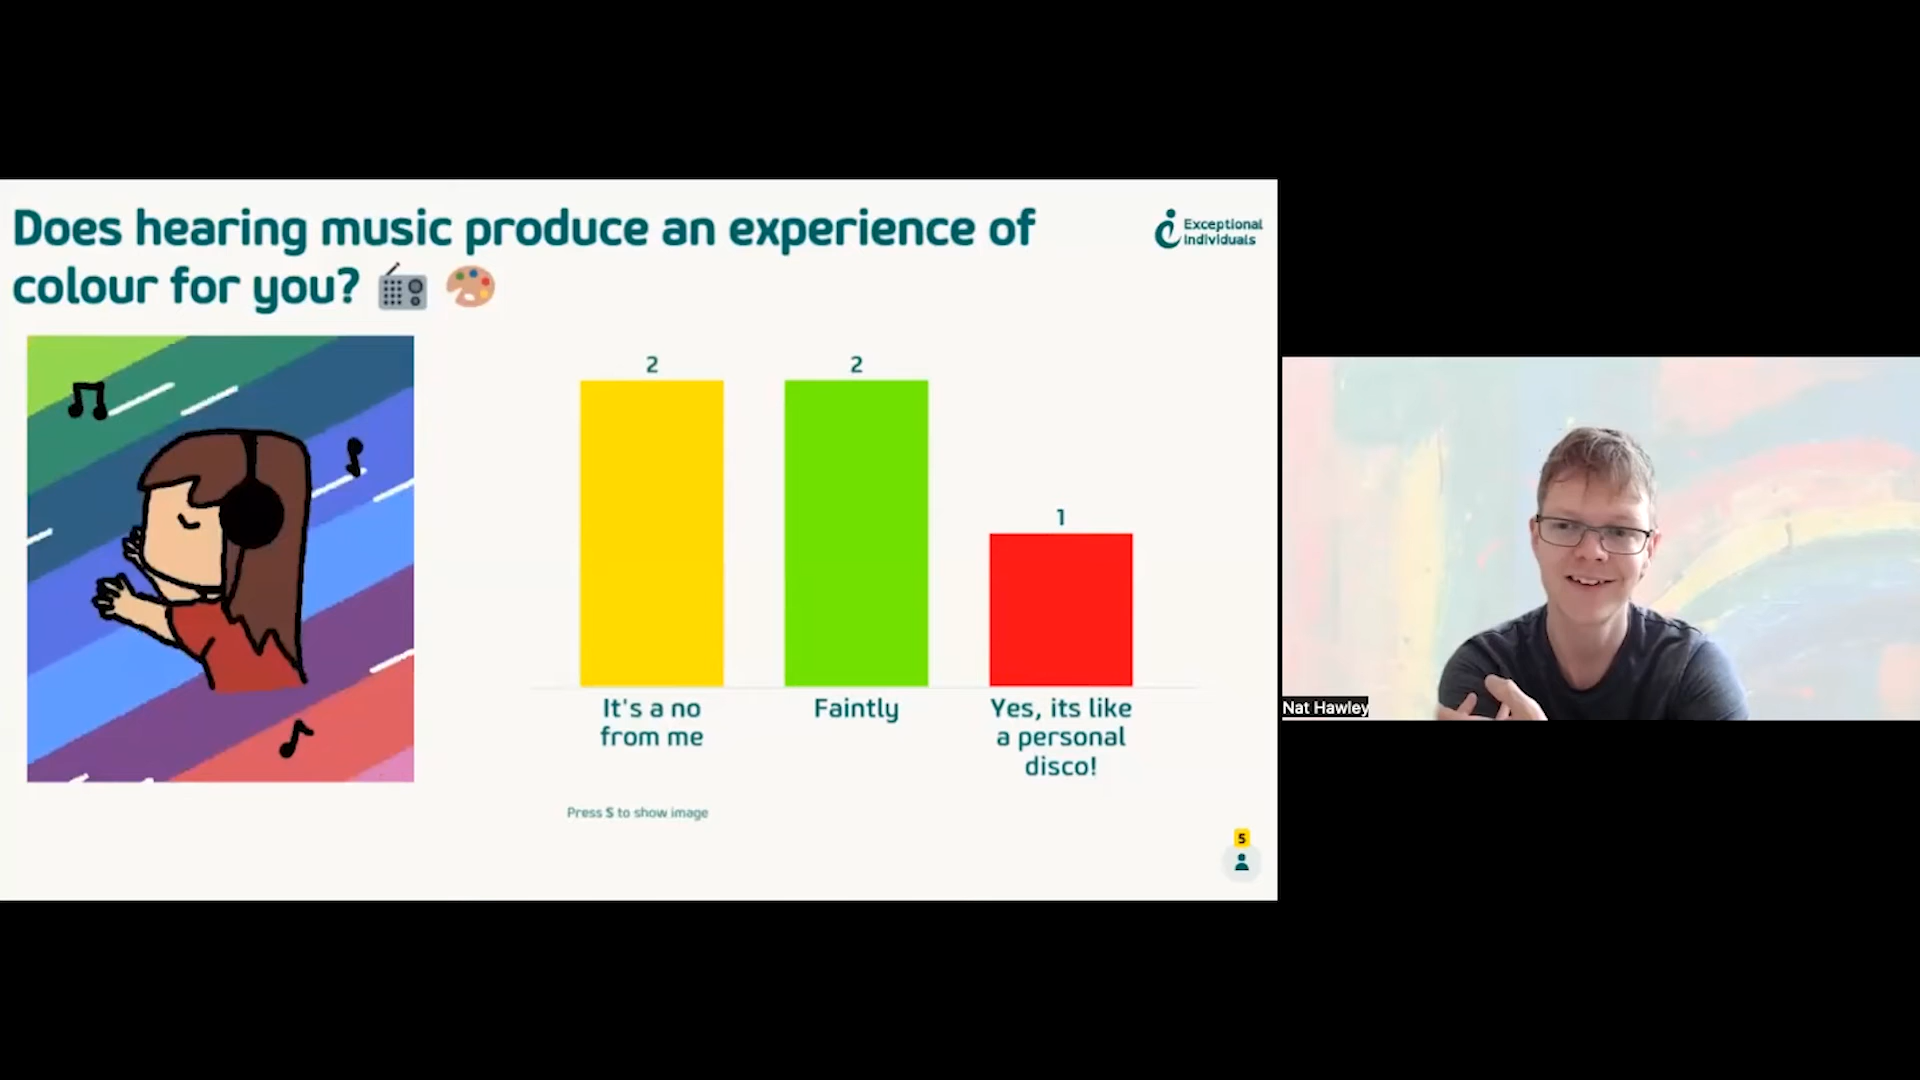 Does hearing music produce an experience of
colour for you?
Exceptional
Individuals
2
2
1
It's a no
from me
Faintly
Yes, its like
a personal
disco!
Press S to show image
5
Nat Hawley